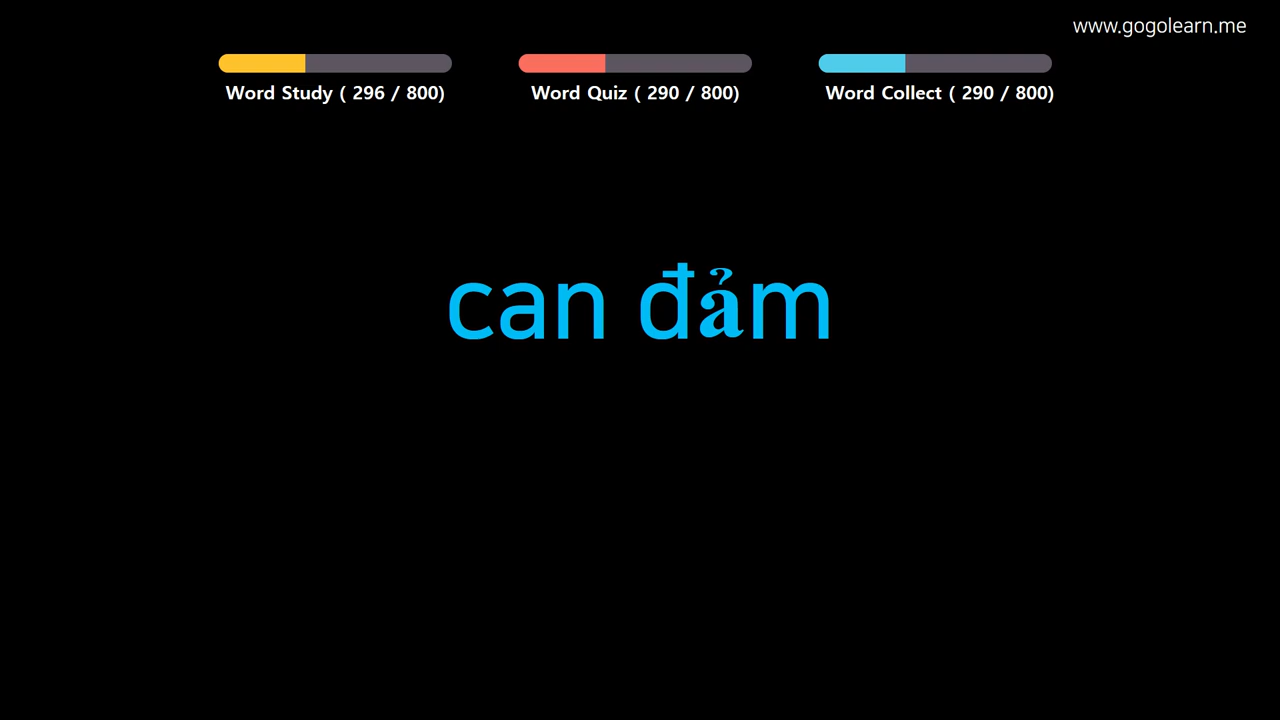 www.gogolearn.me
Word Study ( 296 / 800)
Word Quiz ( 290 / 800)
Word Collect ( 290 / 800)
can đảm